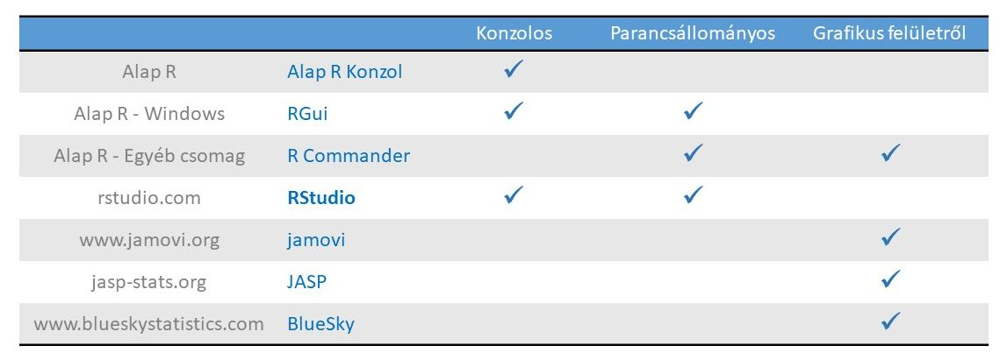 Konzolos Parancsállományos Grafikus felületről
Alap R Alap R Konzol ✓
Alap R - Windows RGui ✓ ✓
Alap R - Egyéb csomag R Commander ✓ ✓
rstudio.com RStudio ✓ ✓
www.jamovi.org jamovi ✓
jasp-stats.org JASP ✓
www.blueskystatistics.com BlueSky ✓